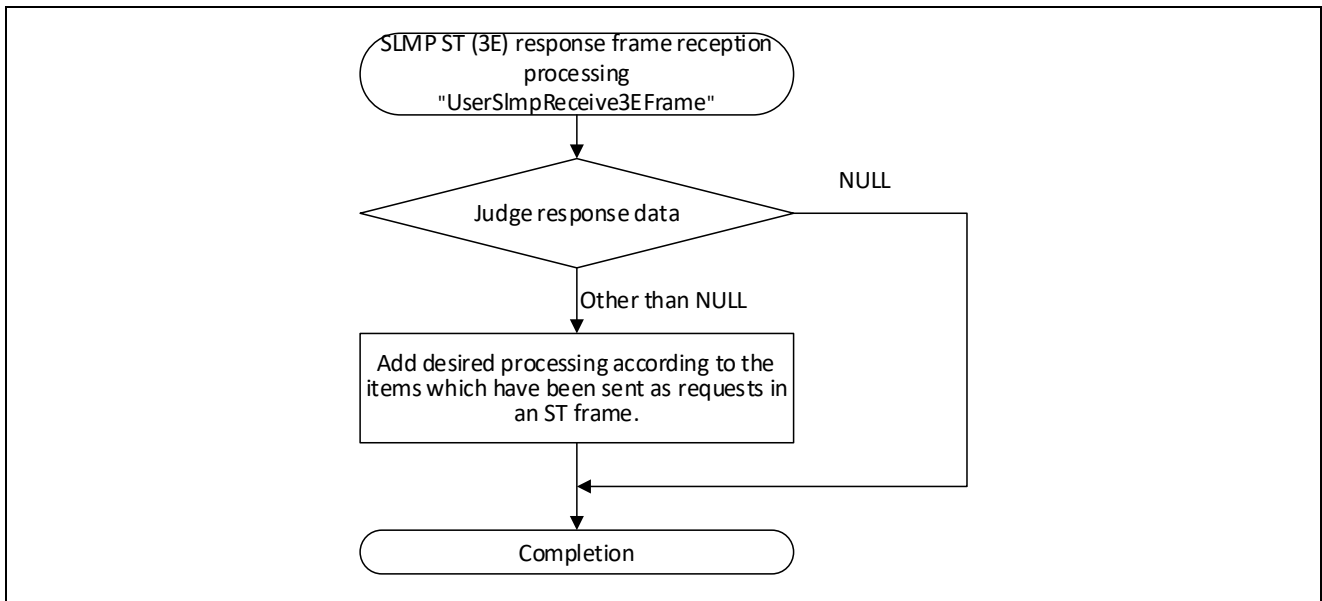 SLMP ST (3E) response frame reception
processing
"UserSlmpReceive3EFrame"
Judge response data
NULL
Other than NULL
Add desired processing according to the
items which have been sent as requests in
an ST frame.
Completion